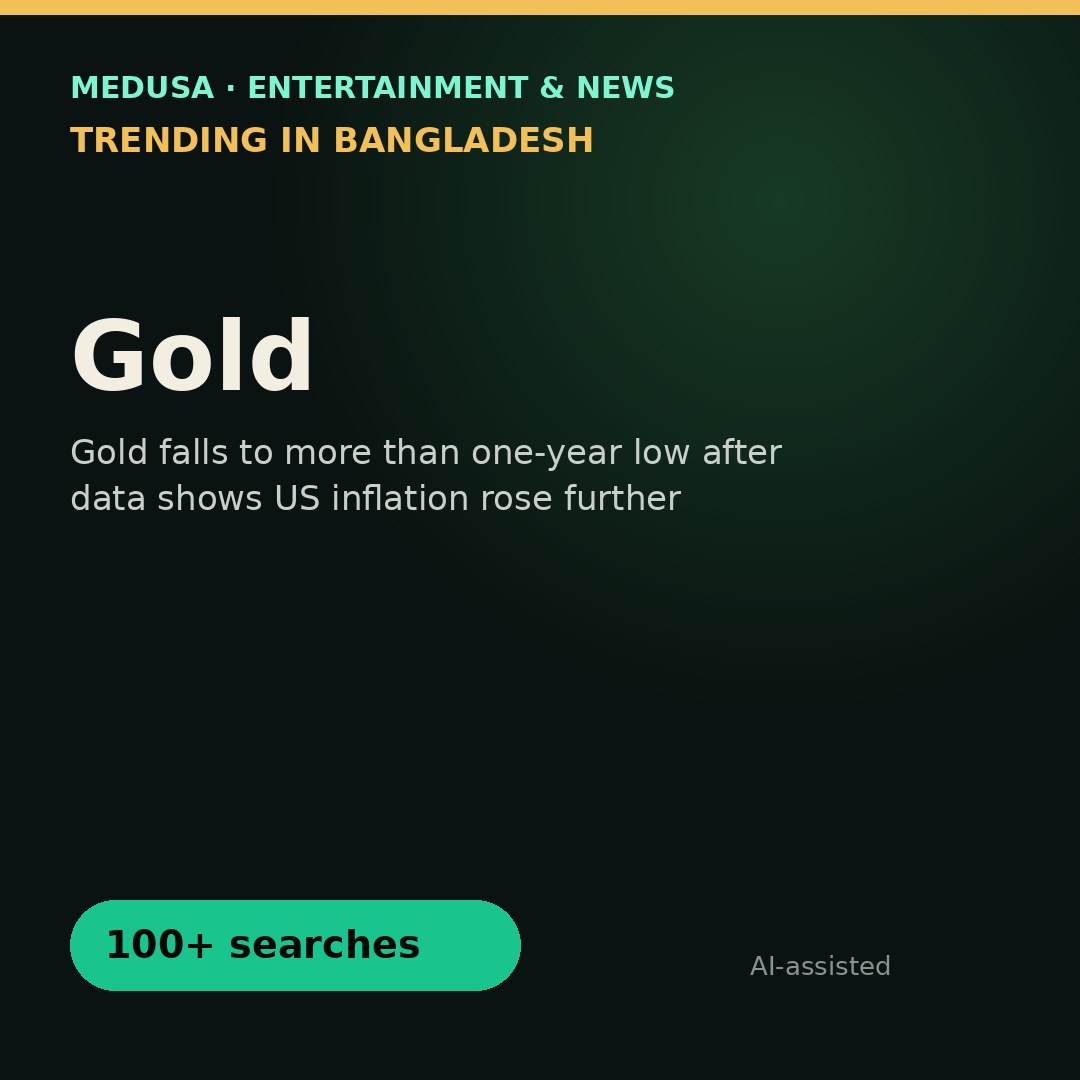 MEDUSA · ENTERTAINMENT & NEWS
TRENDING IN BANGLADESH
Gold
Gold falls to more than one-year low after
data shows US inflation rose further
100+ searches
AI-assisted